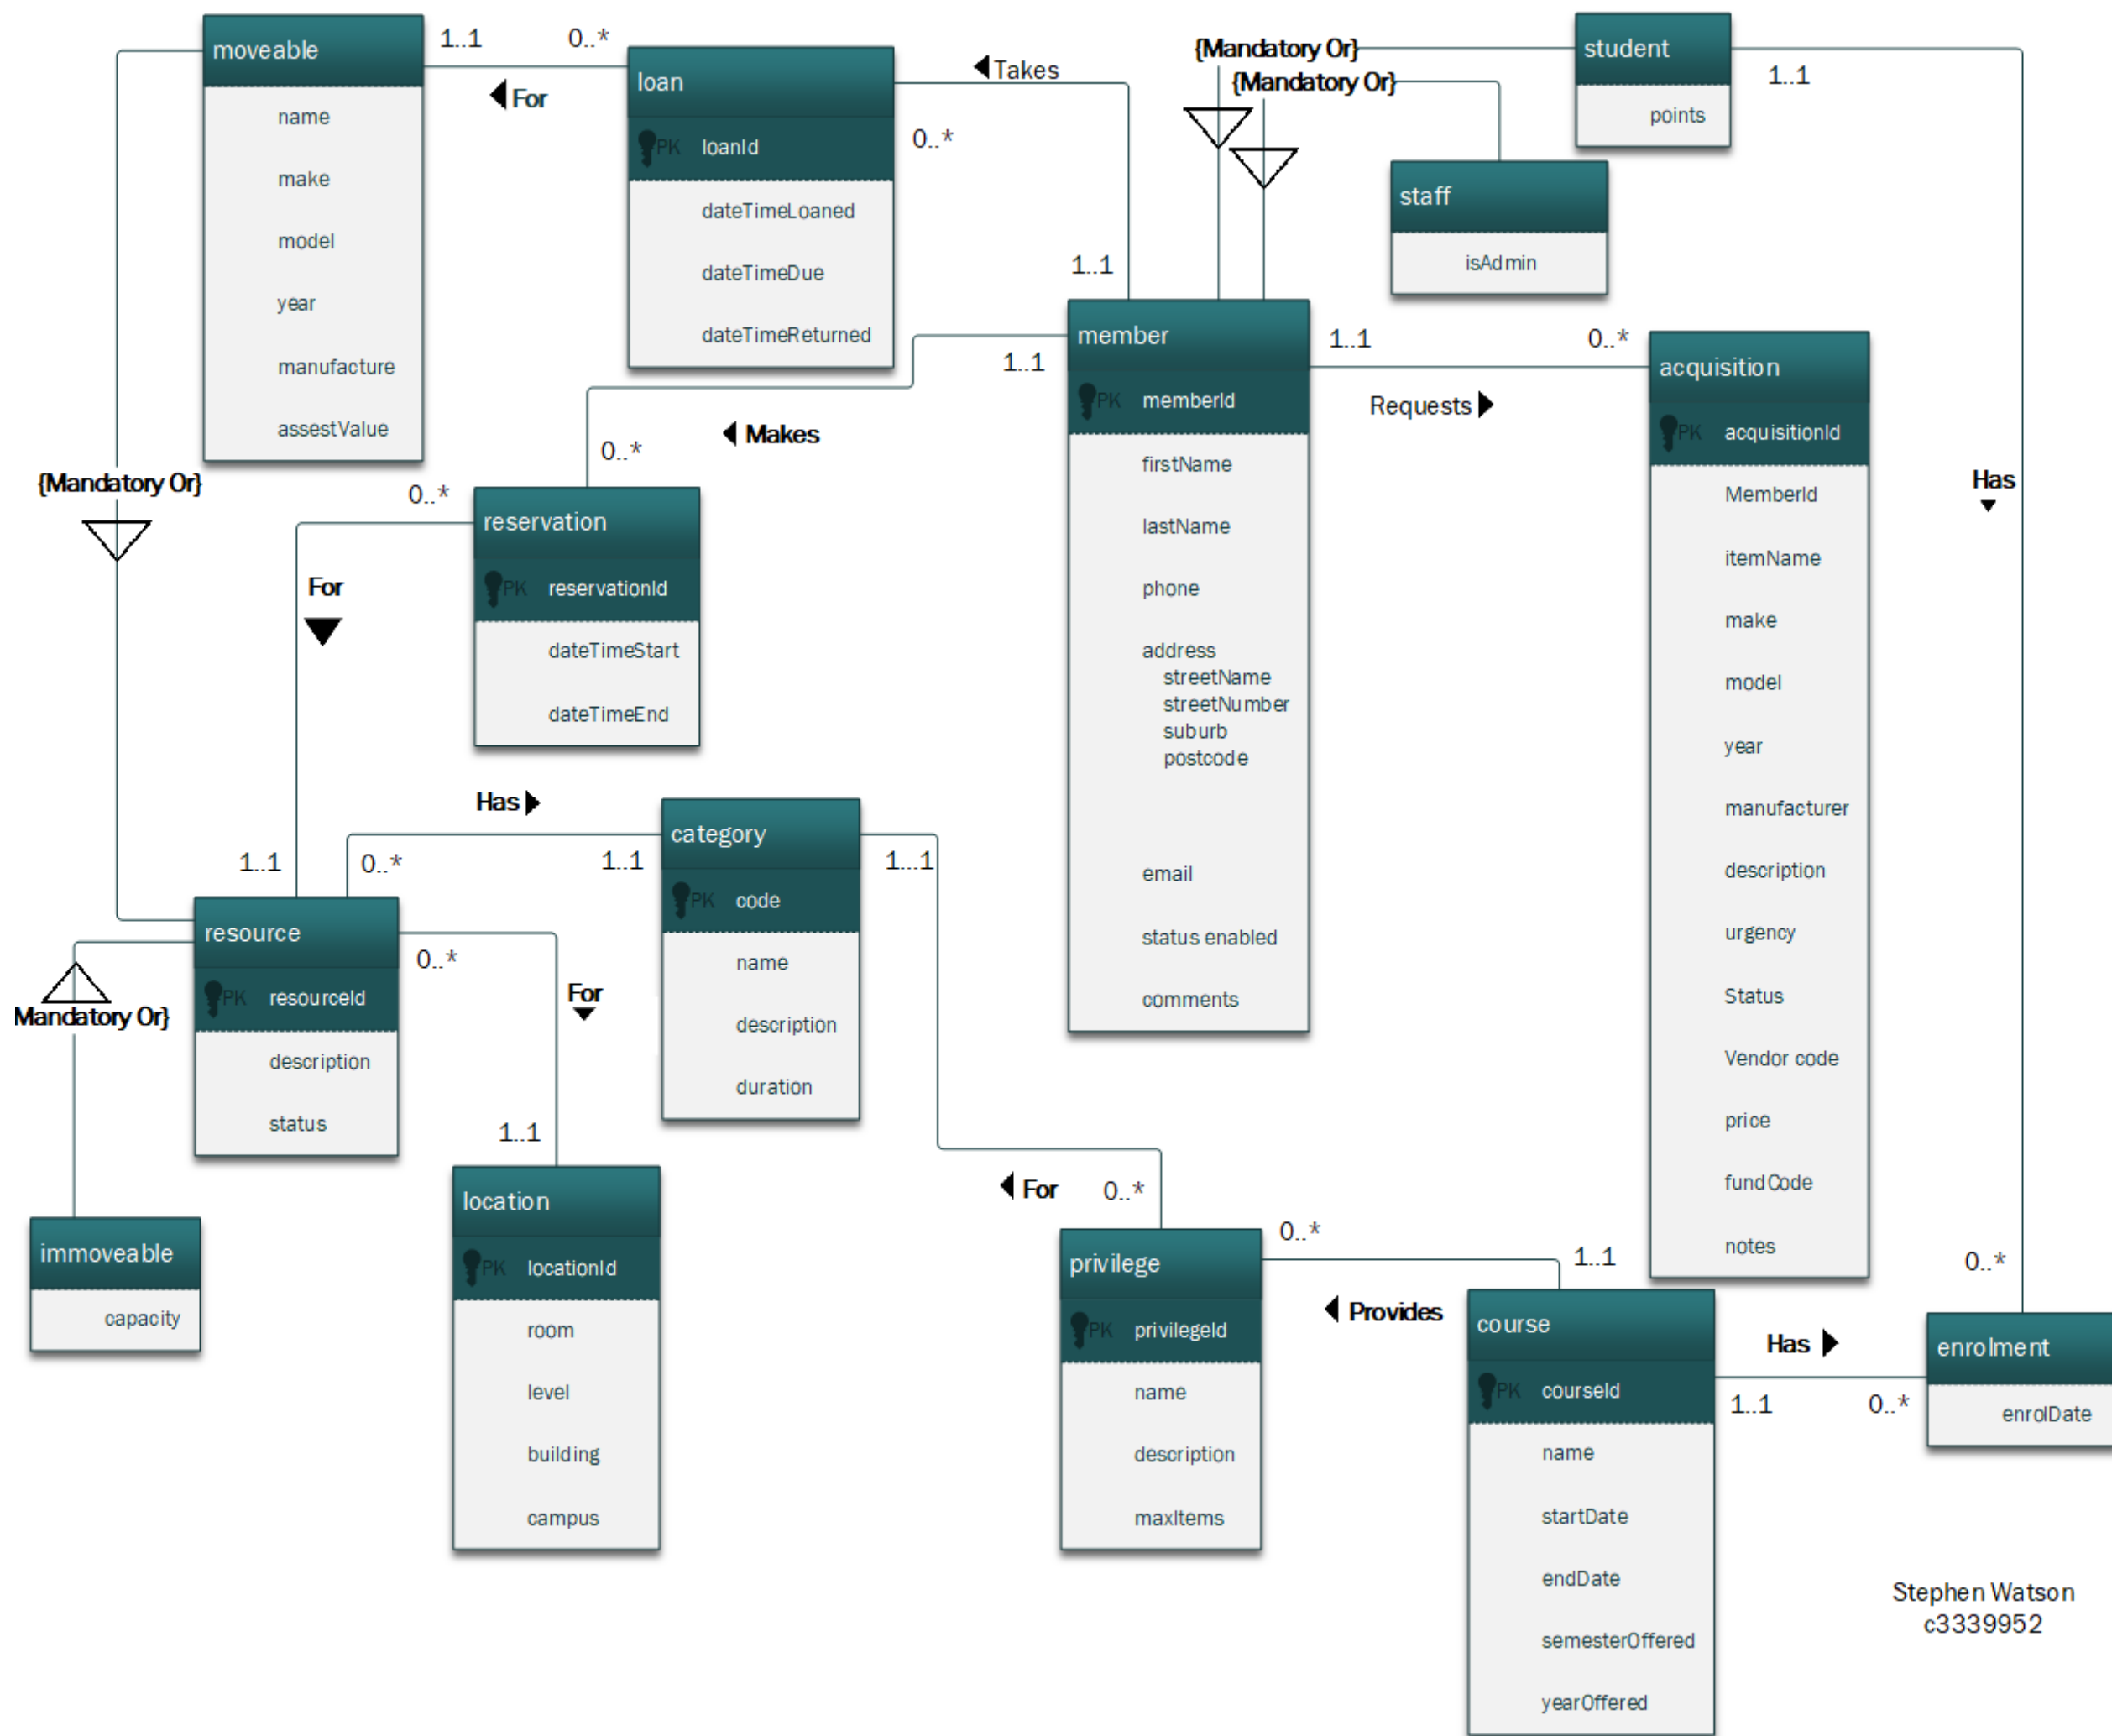 moveable
name
make
model
year
manufacture
assestValue
1..1
0..*
For
loan
PK loanId
dateTimeLoaned
dateTimeDue
dateTimeReturned
Takes
0..*
1..1
{Mandatory Or}
{Mandatory Or}
student
points
1..1
staff
isAdmin
member
PK memberId
firstName
lastName
phone
address
streetName
streetNumber
suburb
postcode
email
status enabled
comments
1..1
0..*
Requests
acquisition
PK acquisitionId
MemberId
itemName
make
model
year
manufacturer
description
urgency
Status
Vendor code
price
fundCode
notes
Has
0..*
1..1
Makes
0..*
{Mandatory Or}
0..*
reservation
PK reservationId
dateTimeStart
dateTimeEnd
For
1..1
Has
0..*
1..1
category
PK code
name
description
duration
1...1
resource
PK resourceId
description
status
0..*
For
1..1
Mandatory Or}
immoveable
capacity
location
PK locationId
room
level
building
campus
For
0..*
privilege
PK privilegeId
name
description
maxItems
0..*
1..1
Provides
course
PK courseId
name
startDate
endDate
semesterOffered
yearOffered
Has
1..1
0..*
enrolment
enrolDate
Stephen Watson
c3339952